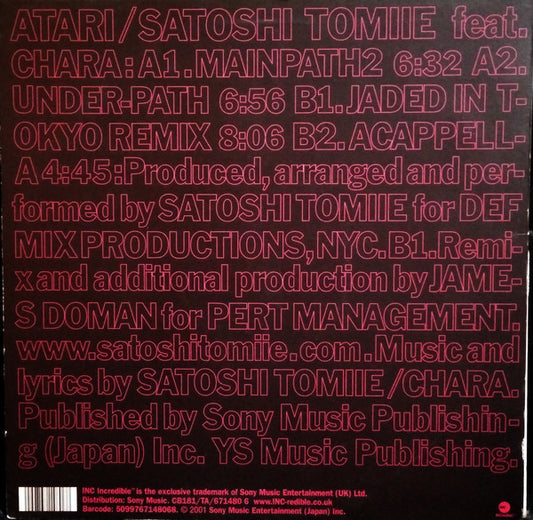 ATARI/SATOSHI TOMIIE feat.
CHARA: A1. MAINPATH2 6:32 A2.
UNDER-PATH 6:56 B1. JADED IN T-
OKYO REMIX 8:06 B2. ACAPPELL-
A 4:45: Produced, arranged and per-
formed by SATOSHI TOMIIE for DEF
MIX PRODUCTIONS, NYC. B1. Remi-
x and additional production by JAME-
S DOMAN for PERT MANAGEMENT.
www.satoshitomiie.com. Music and
lyrics by SATOSHI TOMIIE/CHARA.
Published by Sony Music Publishin-
g (Japan) Inc. YS Music Publishing.
INC Incredible™ is the exclusive trademark of Sony Music Entertainment (UK) Ltd.
Distribution: Sony Music. CB181/TA/671480 6 www.INC-redible.co.uk
Barcode: 5099767148068. © 2001 Sony Music Entertainment (Japan) Inc.